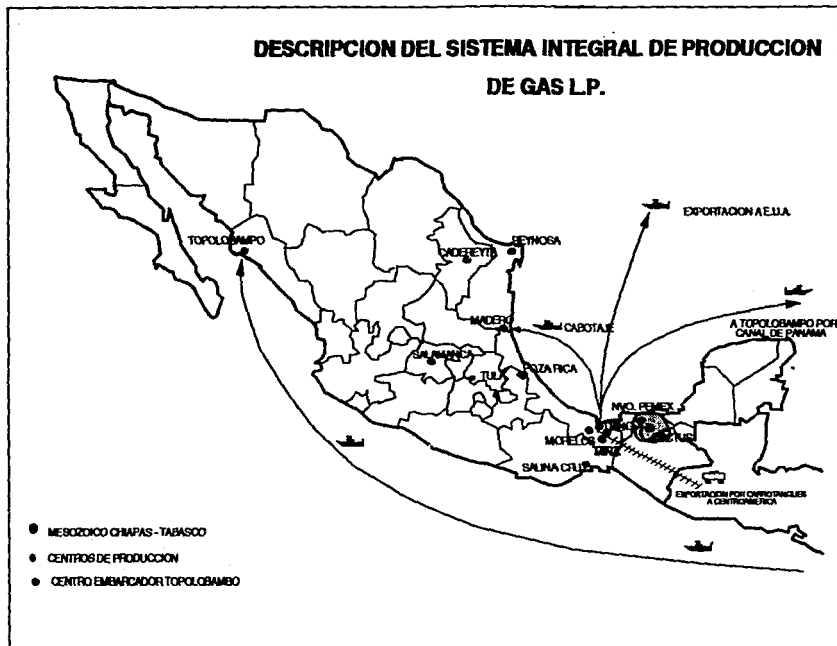 DESCRIPCION DEL SISTEMA INTEGRAL DE PRODUCCION
DE GAS L.P.
EXPORTACION A E.U.A.
TOPOLOBAMPO
REYNOSA
CADEREYTA
A TOPOLOBAMPO POR
CANAL DE PANAMA
MADERO
CABOTAJE
SALAMANCA
TULA
POZA RICA
NVO. PEMEX
CACTUS
MORELOS
SALINA CRUZ
EXPORTACION POR CARROTANQUES
A CENTROAMERICA
MESOZOICO CHIAPAS - TABASCO
CENTROS DE PRODUCCION
CENTRO EMBARCADOR TOPOLOBAMBO